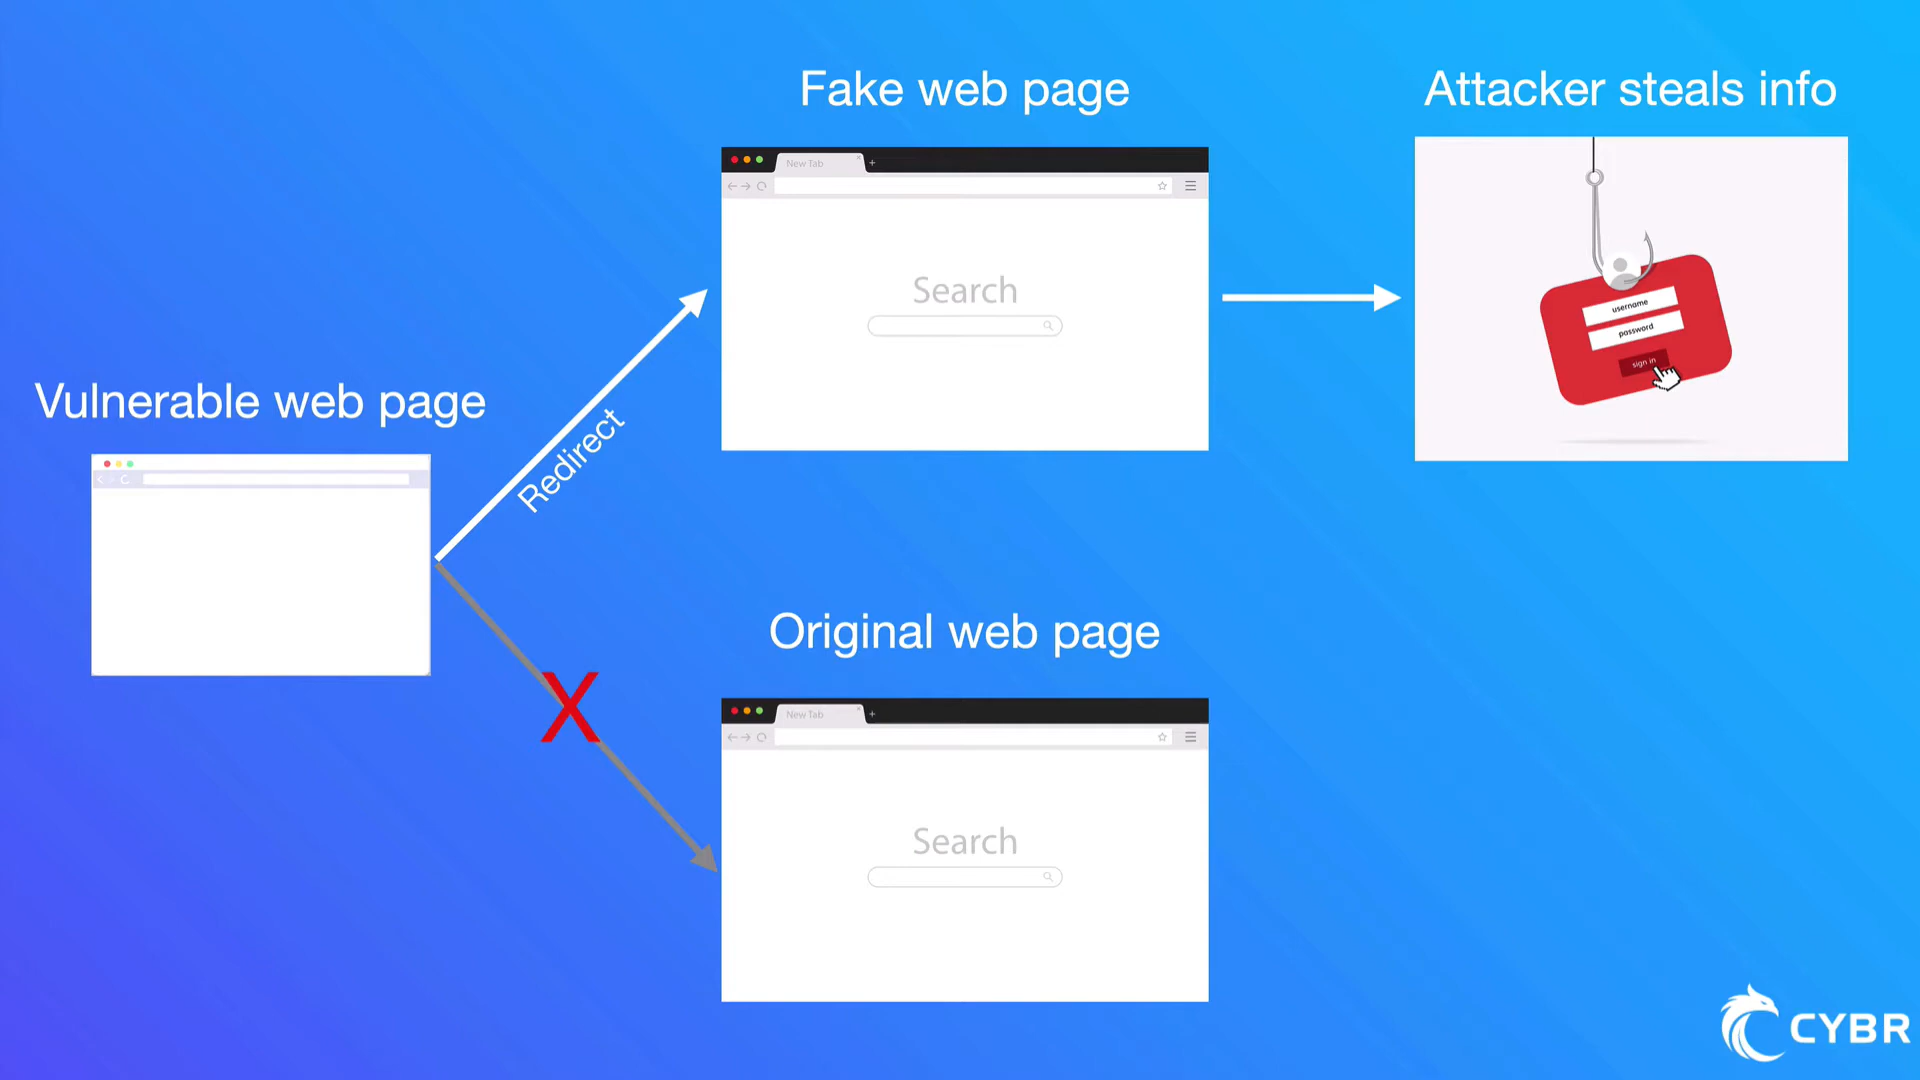 Fake web page
Attacker steals info
New Tab
Search
username
password
sign in
Vulnerable web page
Redirect
X
Original web page
New Tab
Search
CYBR